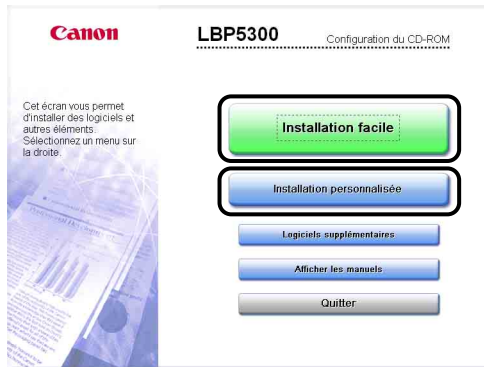 Canon
LBP5300
Configuration du CD-ROM
Cet écran vous permet
d'installer des logiciels et
autres éléments.
Sélectionnez un menu sur
la droite.
Installation facile
Installation personnalisée
Logiciels supplémentaires
Afficher les manuels
Quitter